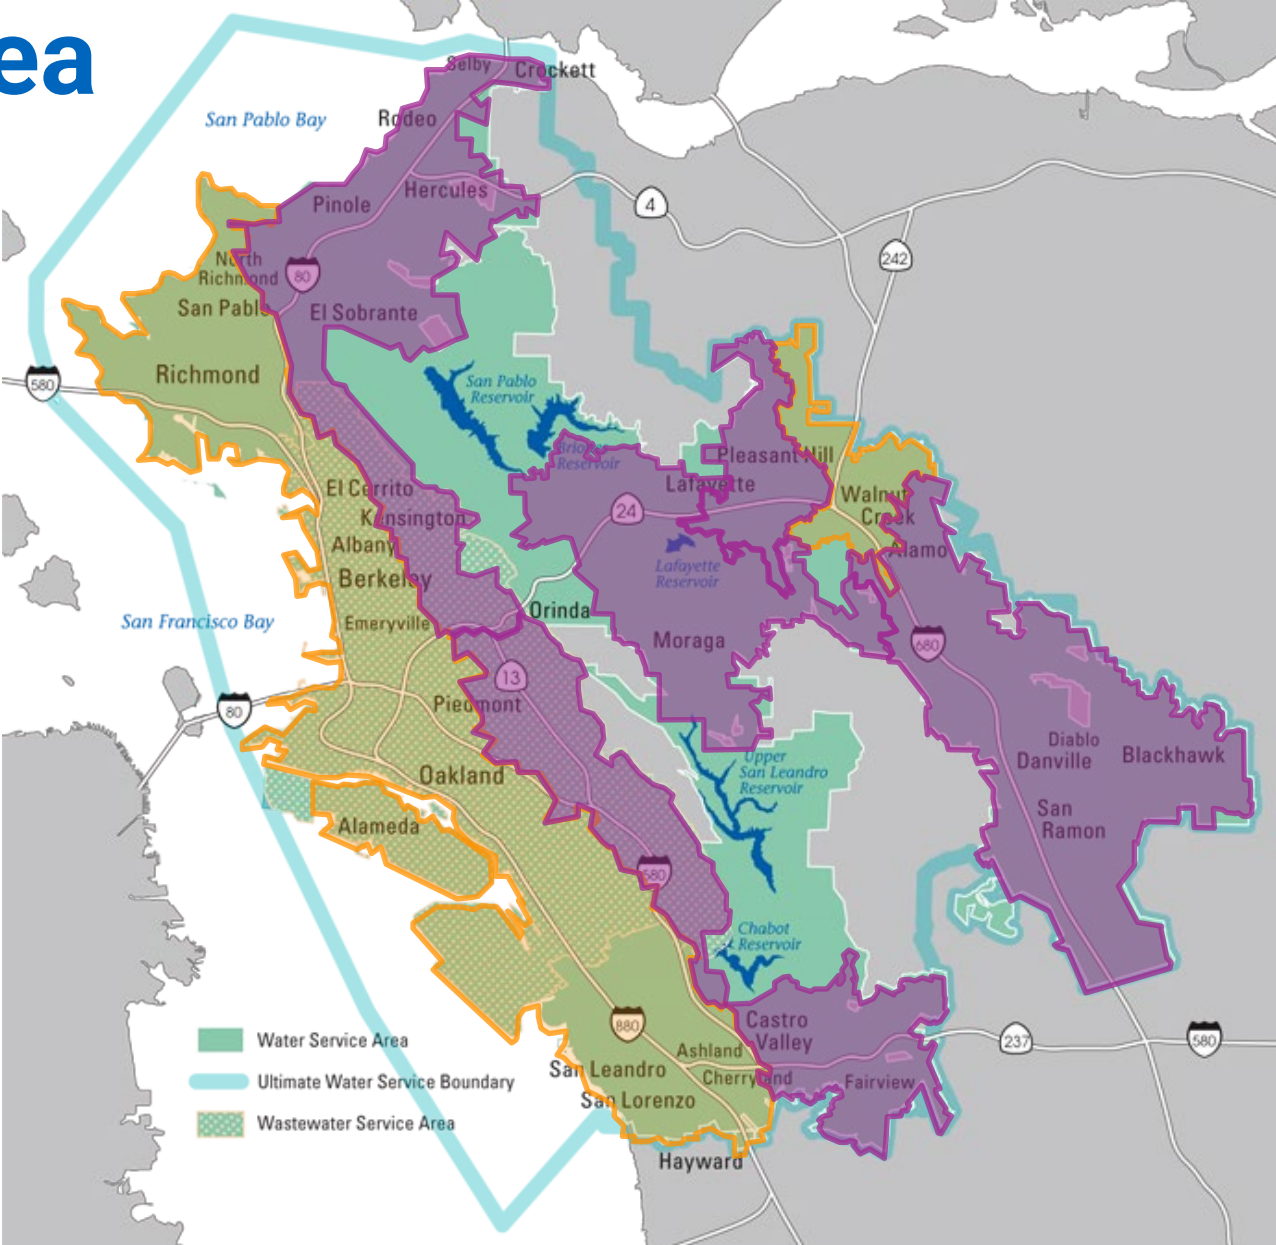 ea
Selby
Crockett
San Pablo Bay
Rodeo
Hercules
Pinole
4
242
North
Richmond
80
San Pablo
El Sobrante
Richmond
580
San Pablo
Reservoir
Briones
Reservoir
Pleasant Hill
Lafayette
El Cerrito
Walnut
Creek
Kensington
24
Albany
Alamo
Lafayette
Reservoir
Berkeley
Orinda
San Francisco Bay
Emeryville
Moraga
680
13
80
Piedmont
Diablo
Danville
Blackhawk
Upper
San Leandro
Reservoir
Oakland
San
Ramon
Alameda
580
Chabot
Reservoir
880
Castro
Valley
237
580
Water Service Area
Ashland
Ultimate Water Service Boundary
San Leandro
Cherryland
Fairview
San Lorenzo
Wastewater Service Area
Hayward